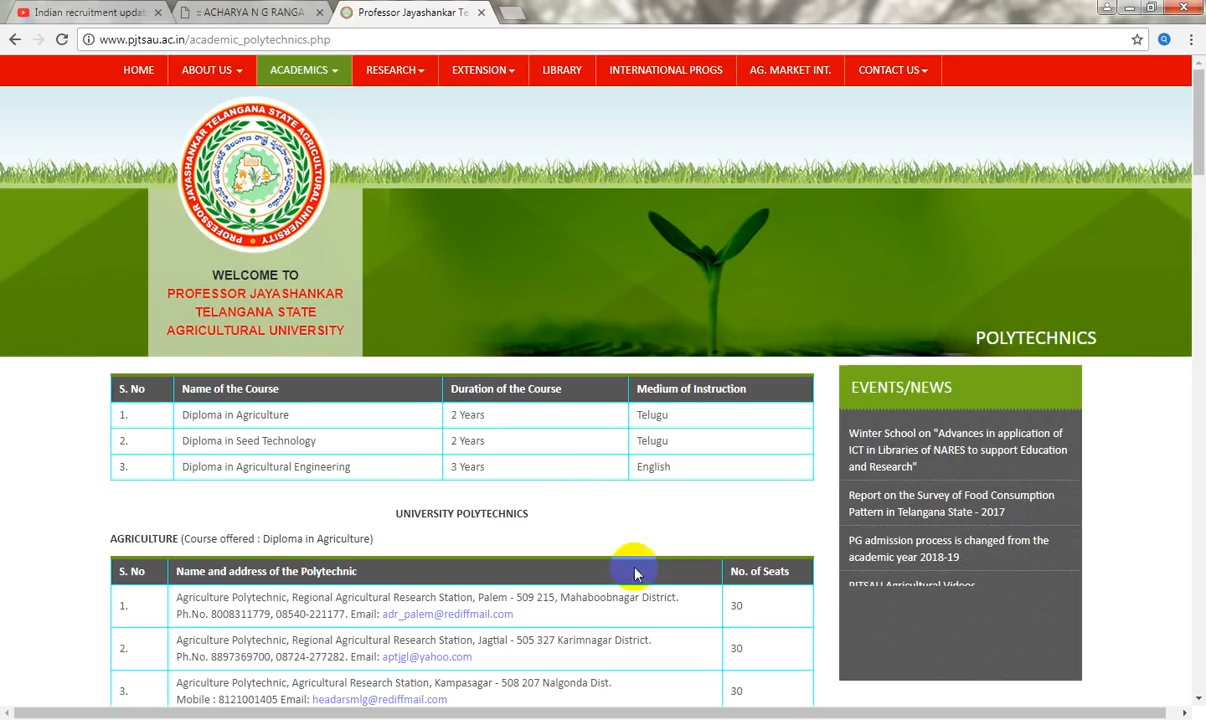 Indian recruitment updat
:: ACHARYA N G RANGA
Professor Jayashankar Te
www.pjtsau.ac.in/academic_polytechnics.php
HOME
ABOUT US
ACADEMICS
RESEARCH
EXTENSION
LIBRARY
INTERNATIONAL PROGS
AG. MARKET INT.
CONTACT US
PROFESSOR JAYASHANKAR TELANGANA STATE AGRICULTURAL UNIVERSITY
WELCOME TO
PROFESSOR JAYASHANKAR
TELANGANA STATE
AGRICULTURAL UNIVERSITY
POLYTECHNICS
S. No Name of the Course Duration of the Course Medium of Instruction
1. Diploma in Agriculture 2 Years Telugu
2. Diploma in Seed Technology 2 Years Telugu
3. Diploma in Agricultural Engineering 3 Years English
UNIVERSITY POLYTECHNICS
AGRICULTURE (Course offered : Diploma in Agriculture)
S. No Name and address of the Polytechnic No. of Seats
1. Agriculture Polytechnic, Regional Agricultural Research Station, Palem - 509 215, Mahaboobnagar District. 30
Ph.No. 8008311779, 08540-221177. Email: adr_palem@rediffmail.com
2. Agriculture Polytechnic, Regional Agricultural Research Station, Jagtial - 505 327 Karimnagar District. 30
Ph.No. 8897369700, 08724-277282. Email: aptjgl@yahoo.com
3. Agriculture Polytechnic, Agricultural Research Station, Kampasagar - 508 207 Nalgonda Dist. 30
Mobile : 8121001405 Email: headarsmlg@rediffmail.com
EVENTS/NEWS
Winter School on "Advances in application of
ICT in Libraries of NARES to support Education
and Research"
Report on the Survey of Food Consumption
Pattern in Telangana State - 2017
PG admission process is changed from the
academic year 2018-19
PJTSAU Agricultural Videos